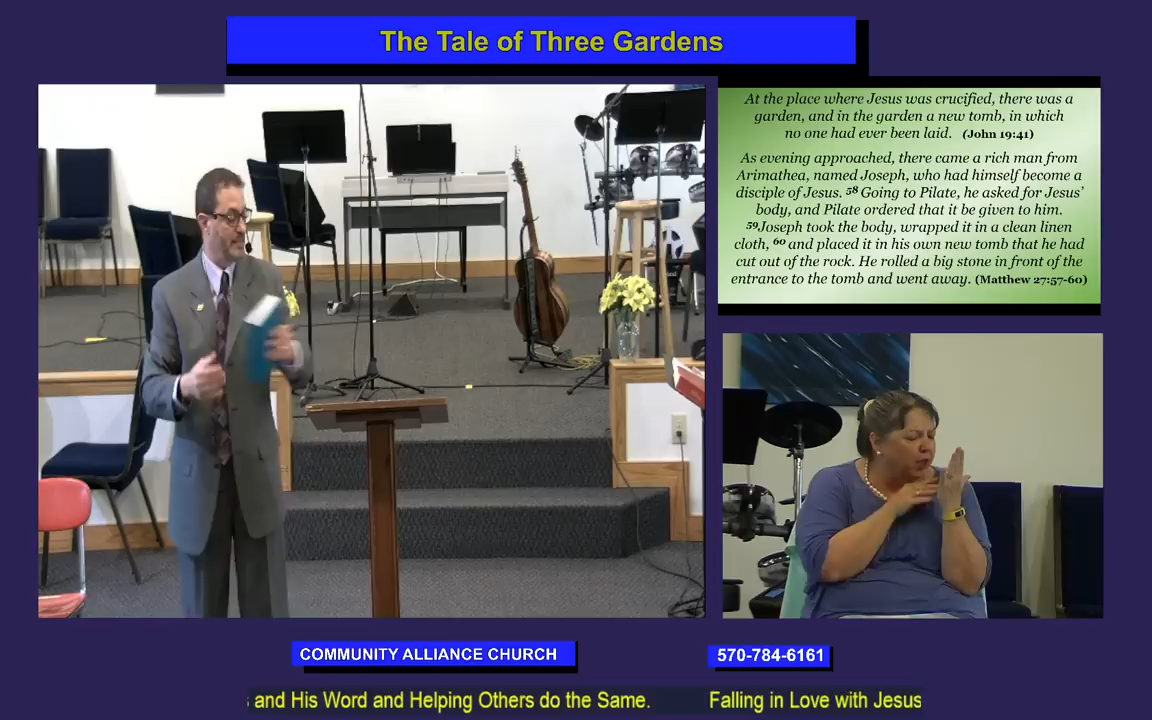 The Tale of Three Gardens
At the place where Jesus was crucified, there was a
garden, and in the garden a new tomb, in which
no one had ever been laid. (John 19:41)
As evening approached, there came a rich man from
Arimathea, named Joseph, who had himself become a
disciple of Jesus. 58 Going to Pilate, he asked for Jesus'
body, and Pilate ordered that it be given to him.
59Joseph took the body, wrapped it in a clean linen
cloth, 60 and placed it in his own new tomb that he had
cut out of the rock. He rolled a big stone in front of the
entrance to the tomb and went away. (Matthew 27:57-60)
COMMUNITY ALLIANCE CHURCH
570-784-6161
and His Word and Helping Others do the Same. Falling in Love with Jesus